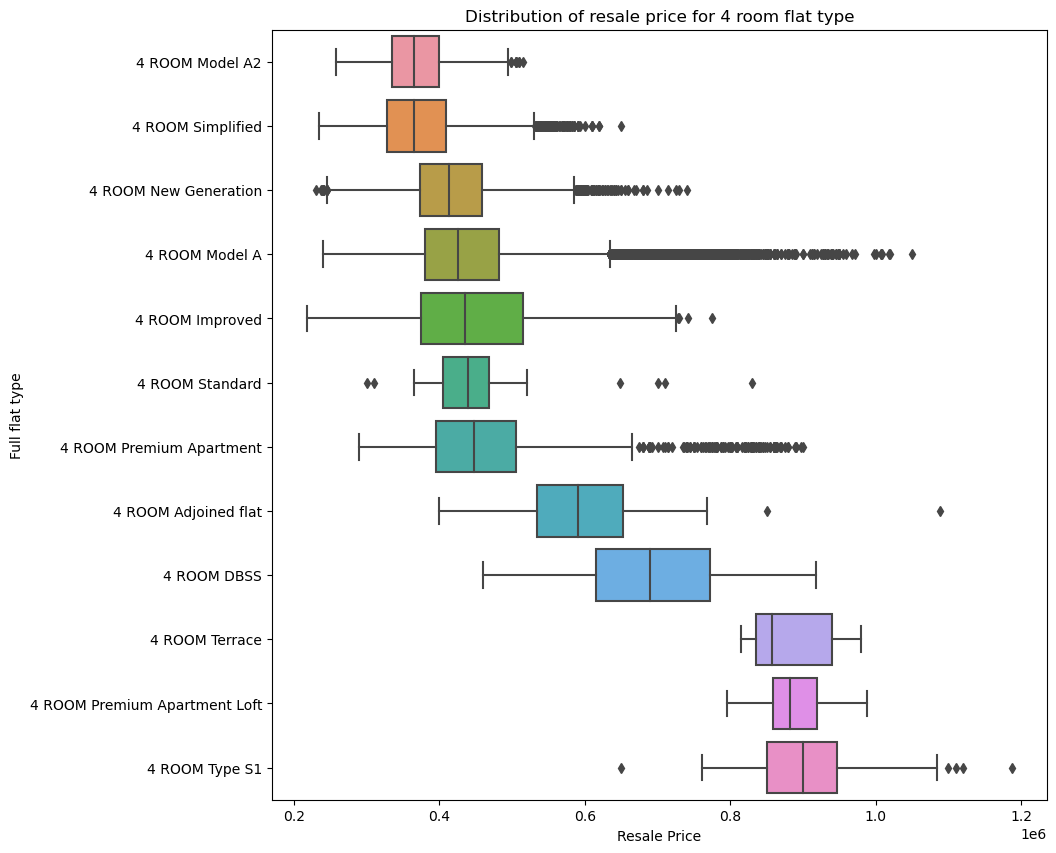 Distribution of resale price for 4 room flat type
Full flat type
4 ROOM Model A2
4 ROOM Simplified
4 ROOM New Generation
4 ROOM Model A
4 ROOM Improved
4 ROOM Standard
4 ROOM Premium Apartment
4 ROOM Adjoined flat
4 ROOM DBSS
4 ROOM Terrace
4 ROOM Premium Apartment Loft
4 ROOM Type S1
0.2 0.4 0.6 0.8 1.0 1.2
1e6
Resale Price